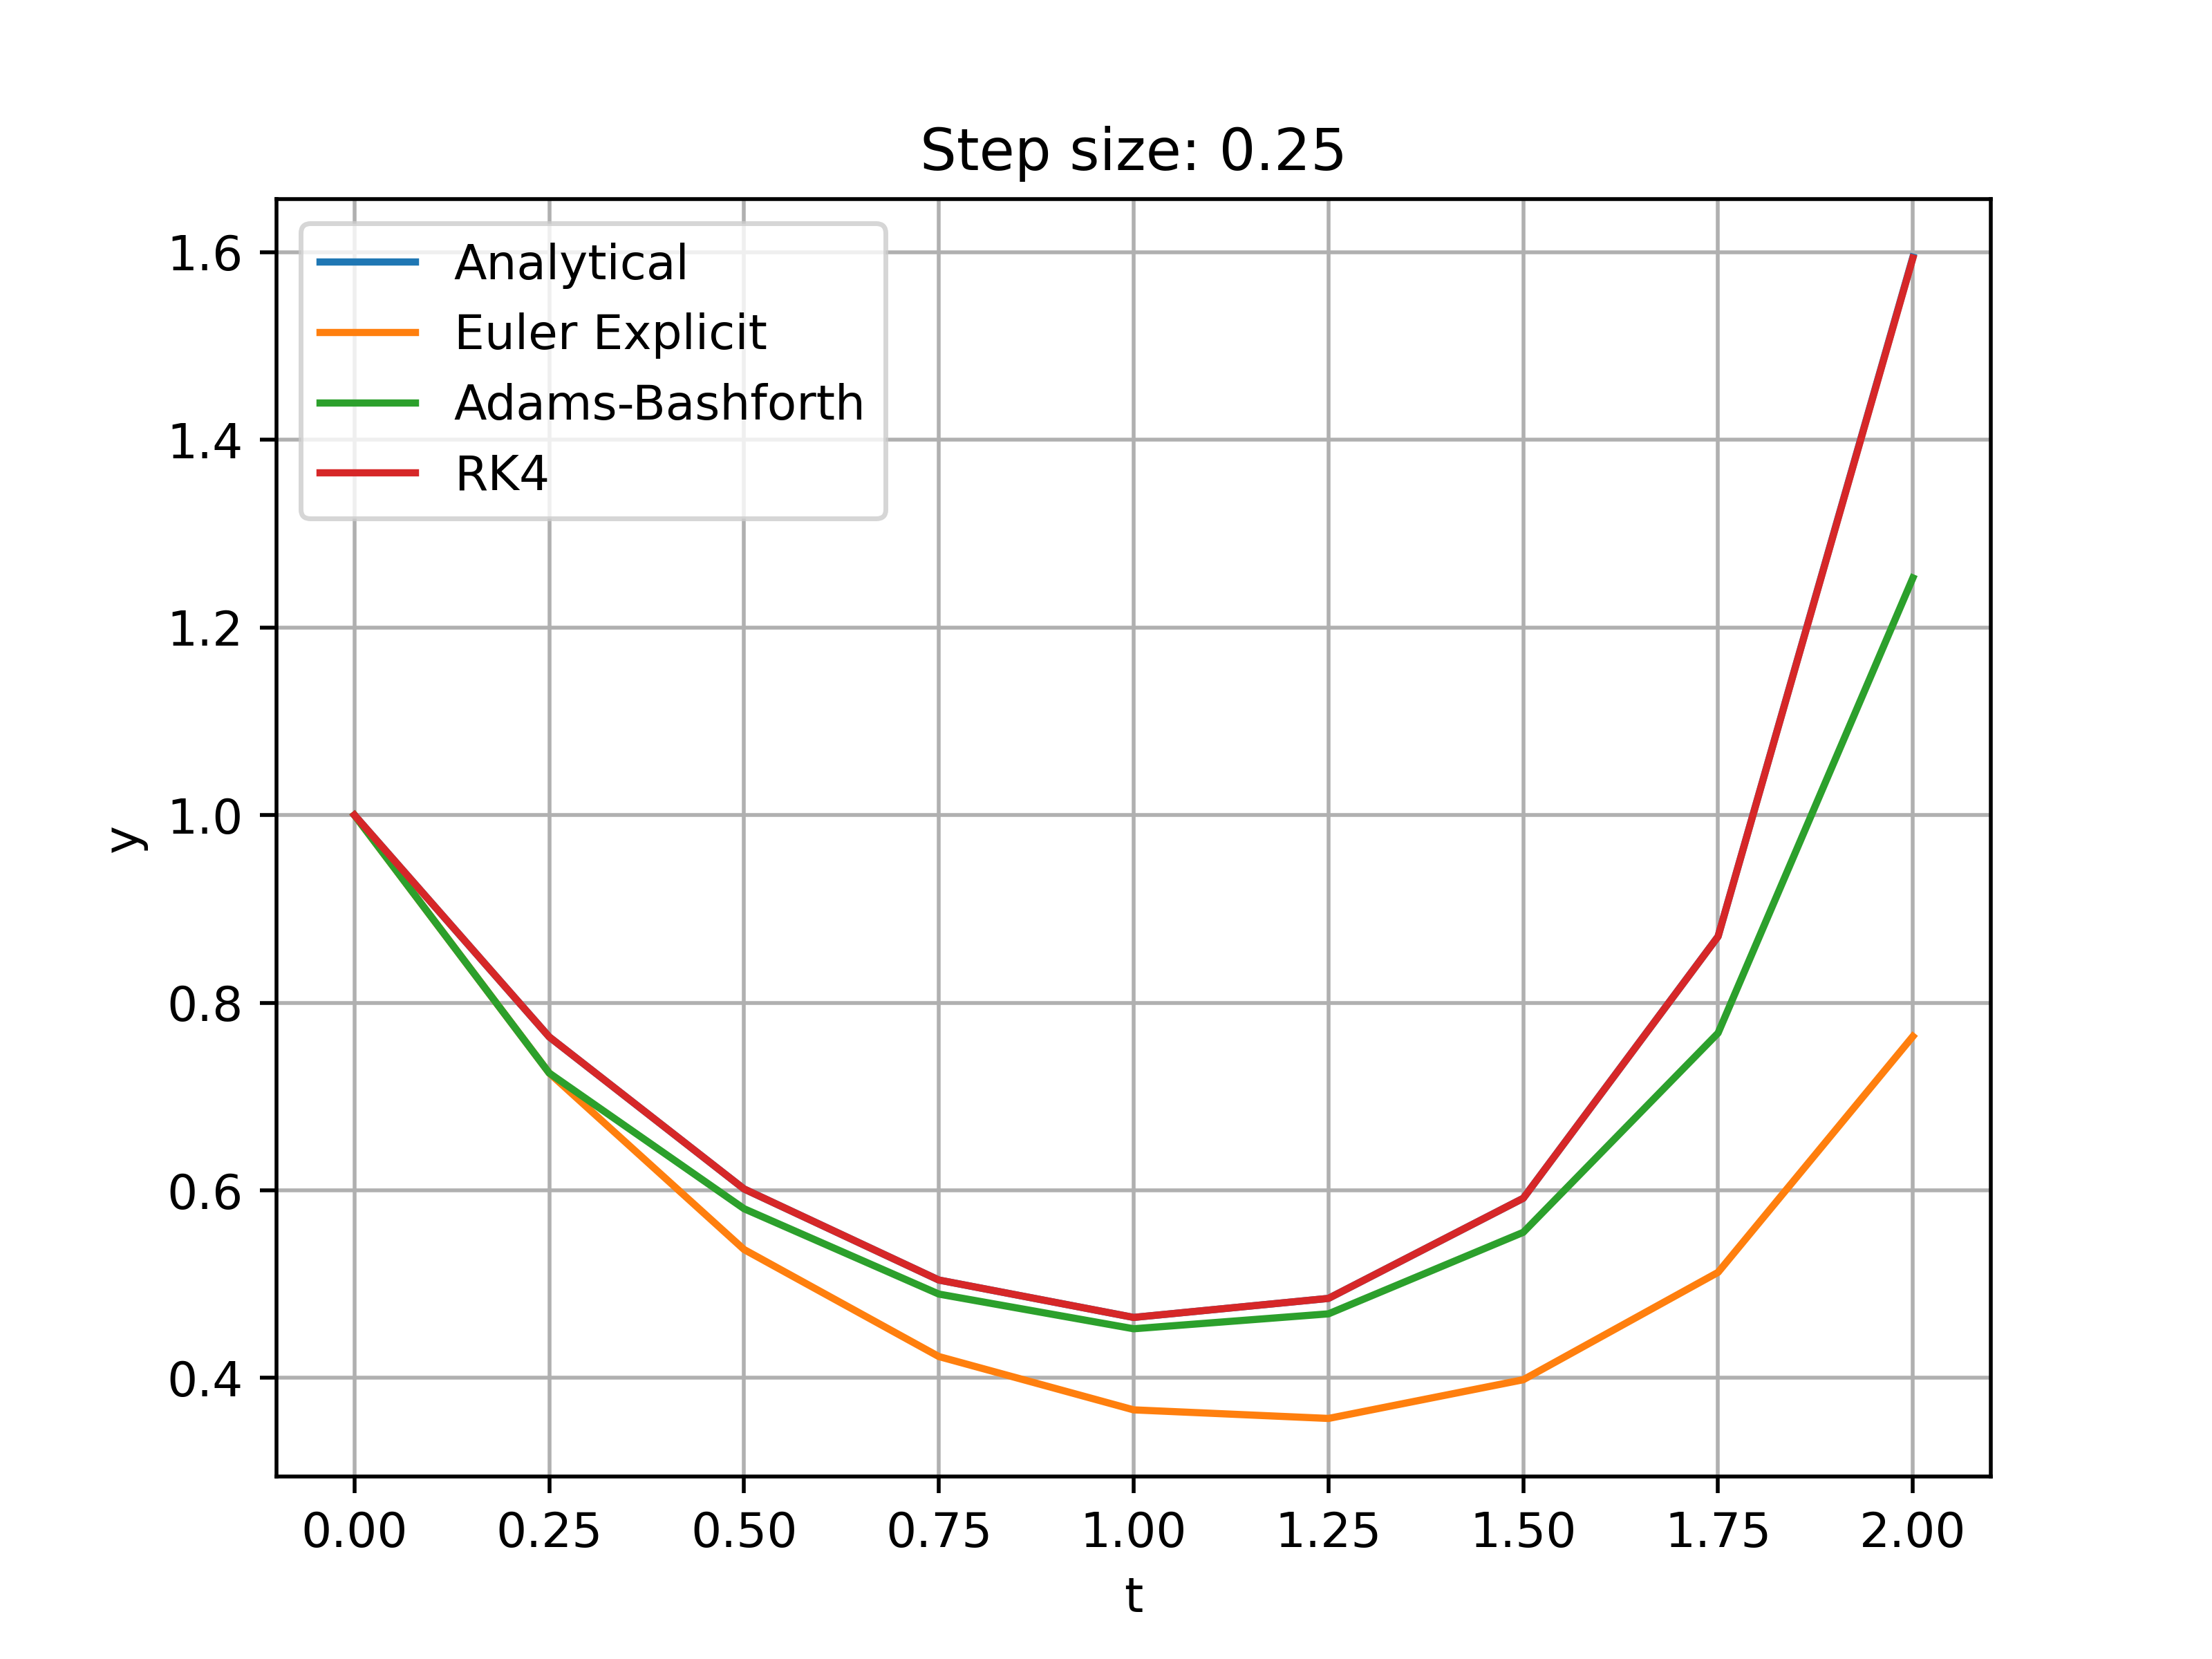 Step size: 0.25
Analytical
Euler Explicit
Adams-Bashforth
RK4
1.6
1.4
1.2
1.0
0.8
0.6
0.4
y
0.00 0.25 0.50 0.75 1.00 1.25 1.50 1.75 2.00
t